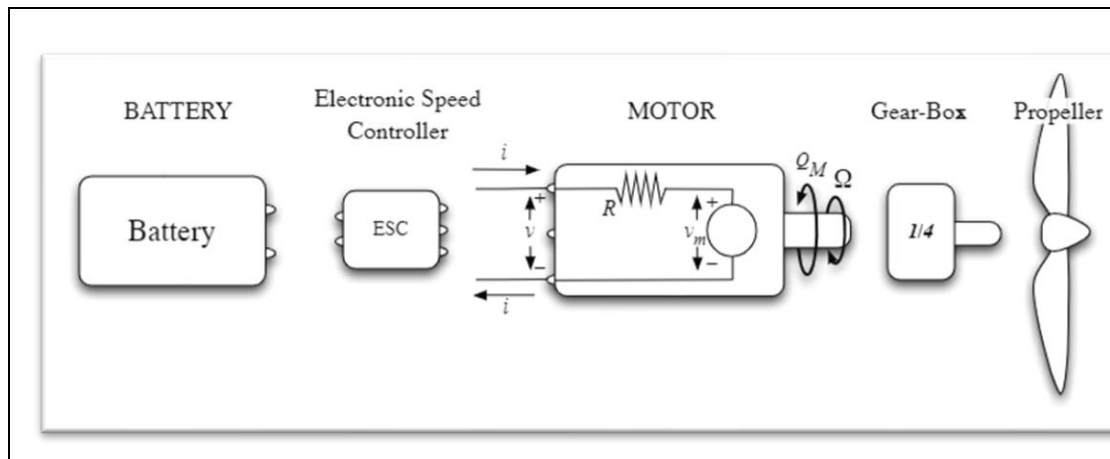 BATTERY
Electronic Speed
Controller
MOTOR
Gear-Box
Propeller
Battery
ESC
i
+
v
−
i
R
+
v_m
−
Q_M
Ω
1/4